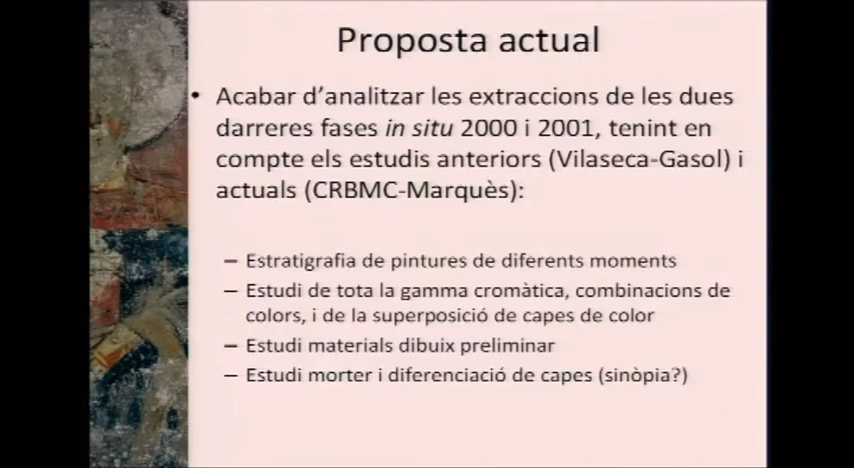 Proposta actual
• Acabar d'analitzar les extraccions de les dues
darreres fases in situ 2000 i 2001, tenint en
compte els estudis anteriors (Vilaseca-Gasol) i
actuals (CRBMC-Marquès):
– Estratigrafia de pintures de diferents moments
– Estudi de tota la gamma cromàtica, combinacions de
colors, i de la superposició de capes de color
– Estudi materials dibuix preliminar
– Estudi morter i diferenciació de capes (sinòpia?)